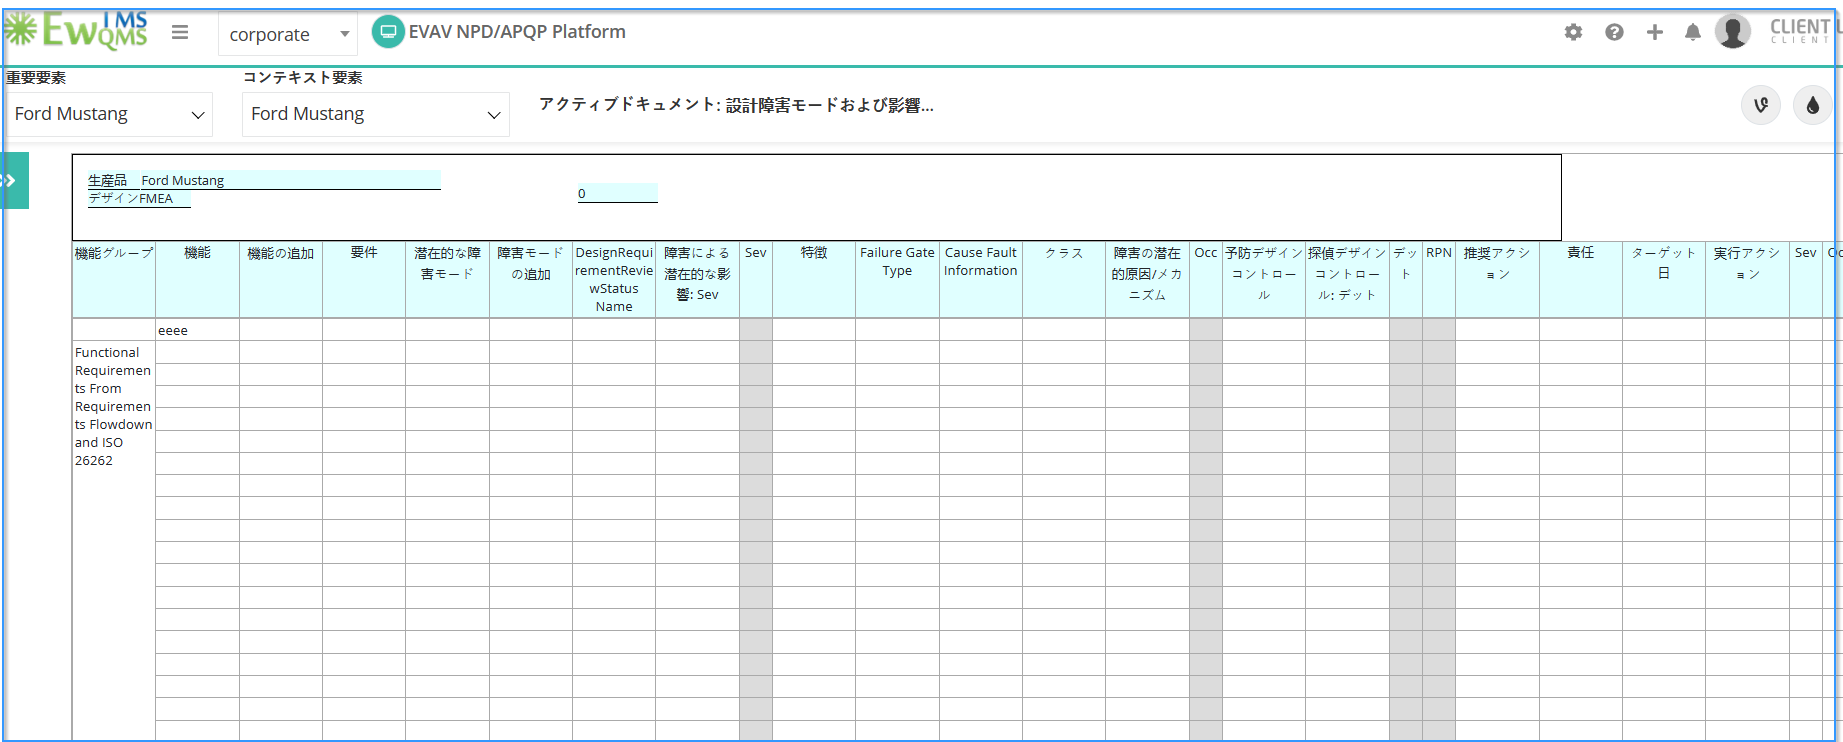 IMS
EwQMS
corporate
EVAV NPD/APQP Platform
CLIENT
CLIENT
重要要素
コンテキスト要素
Ford Mustang
Ford Mustang
アクティブドキュメント: 設計障害モードおよび影響...
生産品 Ford Mustang
デザインFMEA
0
機能グループ
機能
機能の追加
要件
潜在的な障
害モード
障害モード
の追加
DesignRequi
rementRevie
wStatus
Name
障害による
潜在的な影
響: Sev
Sev
特徴
Failure Gate
Type
Cause Fault
Information
クラス
障害の潜在
的原因/メカ
ニズム
Occ
予防デザイン
コントロー
ル
探偵デザイン
コントロー
ル: デット
デッ
ト
RPN
推奨アクシ
ョン
責任
ターゲット
日
実行アクシ
ョン
Sev
eeee
Functional
Requiremen
ts From
Requiremen
ts Flowdown
and ISO
26262